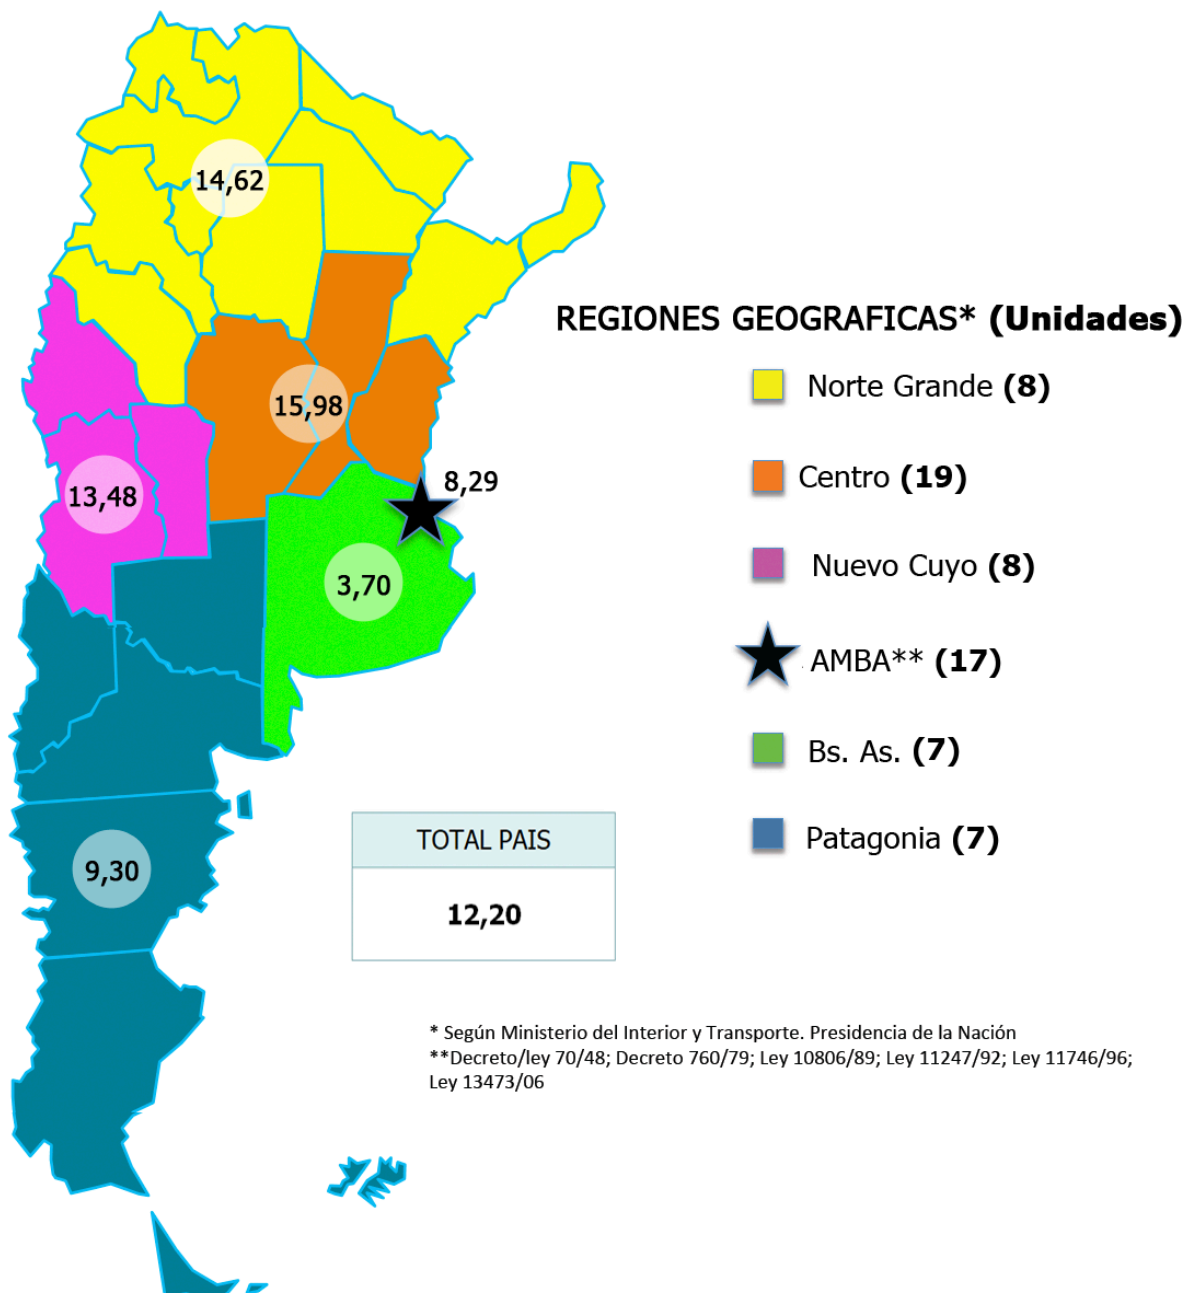 14,62
15,98
13,48
8,29
3,70
9,30
REGIONES GEOGRAFICAS* (Unidades)
Norte Grande (8)
Centro (19)
Nuevo Cuyo (8)
AMBA** (17)
Bs. As. (7)
Patagonia (7)
TOTAL PAIS
12,20
* Según Ministerio del Interior y Transporte. Presidencia de la Nación
**Decreto/ley 70/48; Decreto 760/79; Ley 10806/89; Ley 11247/92; Ley 11746/96;
Ley 13473/06